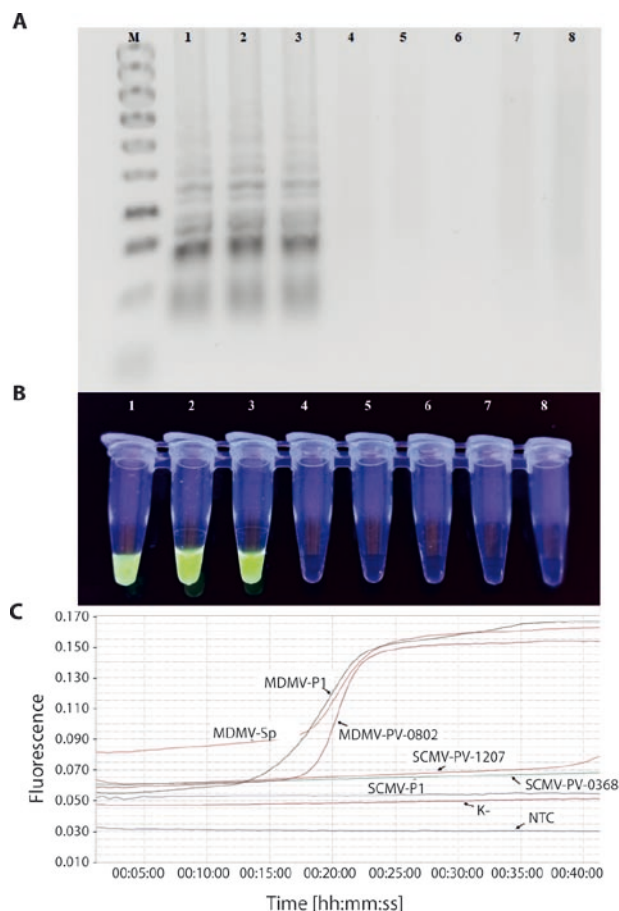 A
M 1 2 3 4 5 6 7 8
B
1 2 3 4 5 6 7 8
C
0.170
0.150
0.130
0.110
0.090
0.070
0.050
0.030
0.010
Fluorescence
MDMV-P1
MDMV-Sp
MDMV-PV-0802
SCMV-PV-1207
SCMV-PV-0368
SCMV-P1
K-
NTC
00:05:00 00:10:00 00:15:00 00:20:00 00:25:00 00:30:00 00:35:00 00:40:00
Time [hh:mm:ss]